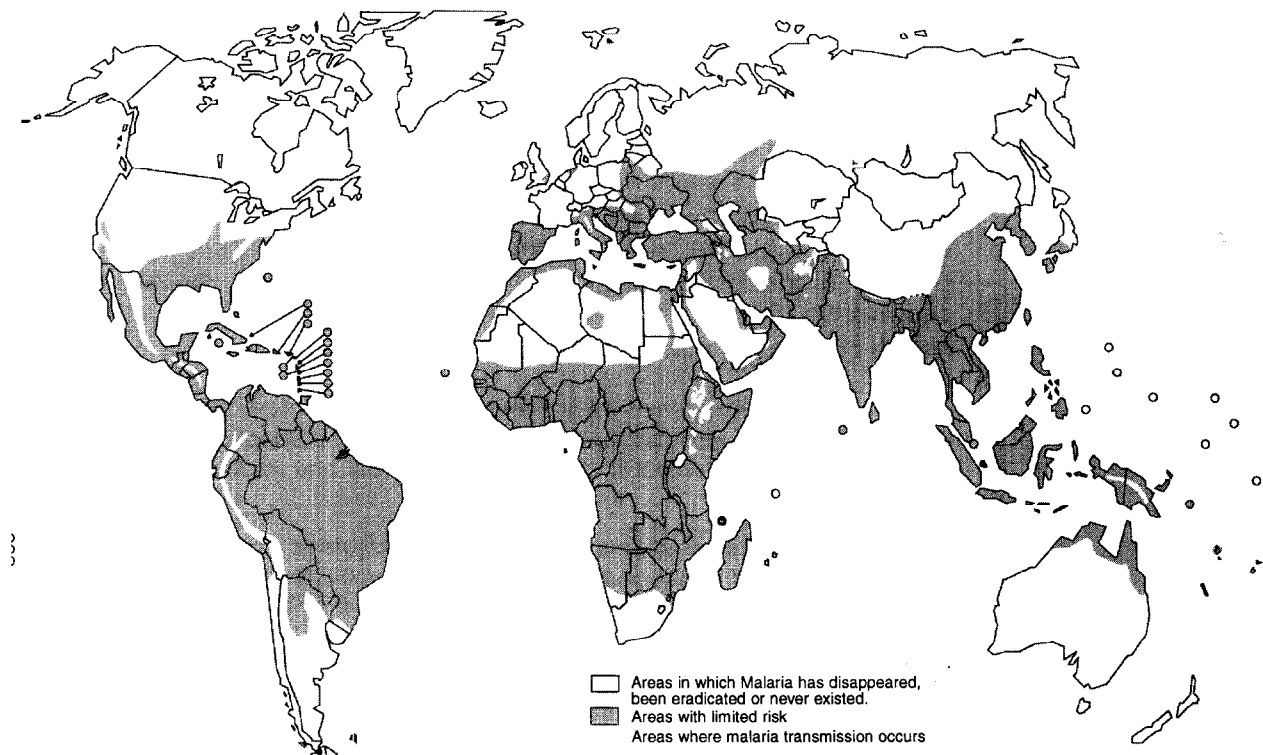 Areas in which Malaria has disappeared,
been eradicated or never existed.
Areas with limited risk
Areas where malaria transmission occurs